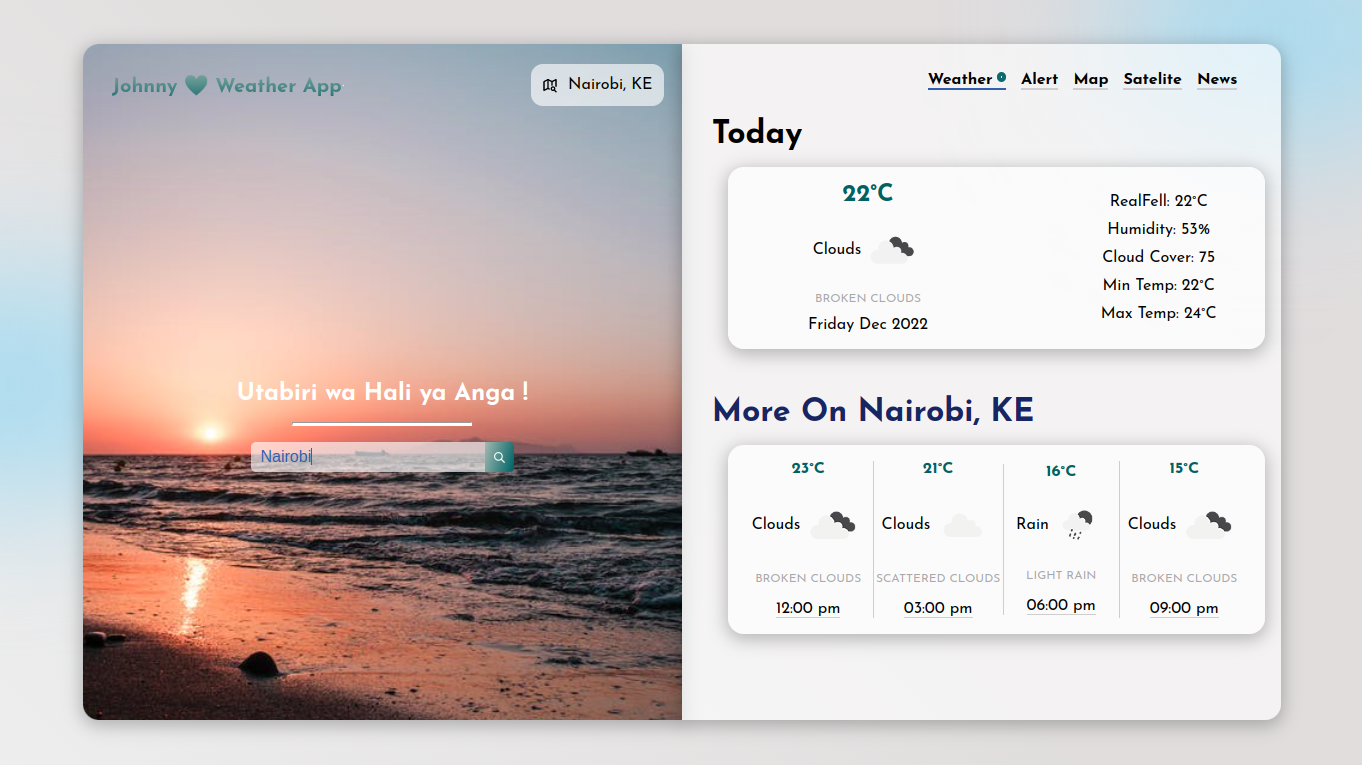 Johnny Weather App
Nairobi, KE
Utabiri wa Hali ya Anga !
Nairobi
Weather Alert Map Satelite News
Today
22°C
Clouds
BROKEN CLOUDS
Friday Dec 2022
RealFell: 22°C
Humidity: 53%
Cloud Cover: 75
Min Temp: 22°C
Max Temp: 24°C
More On Nairobi, KE
23°C
Clouds
BROKEN CLOUDS
12:00 pm
21°C
Clouds
SCATTERED CLOUDS
03:00 pm
16°C
Rain
LIGHT RAIN
06:00 pm
15°C
Clouds
BROKEN CLOUDS
09:00 pm